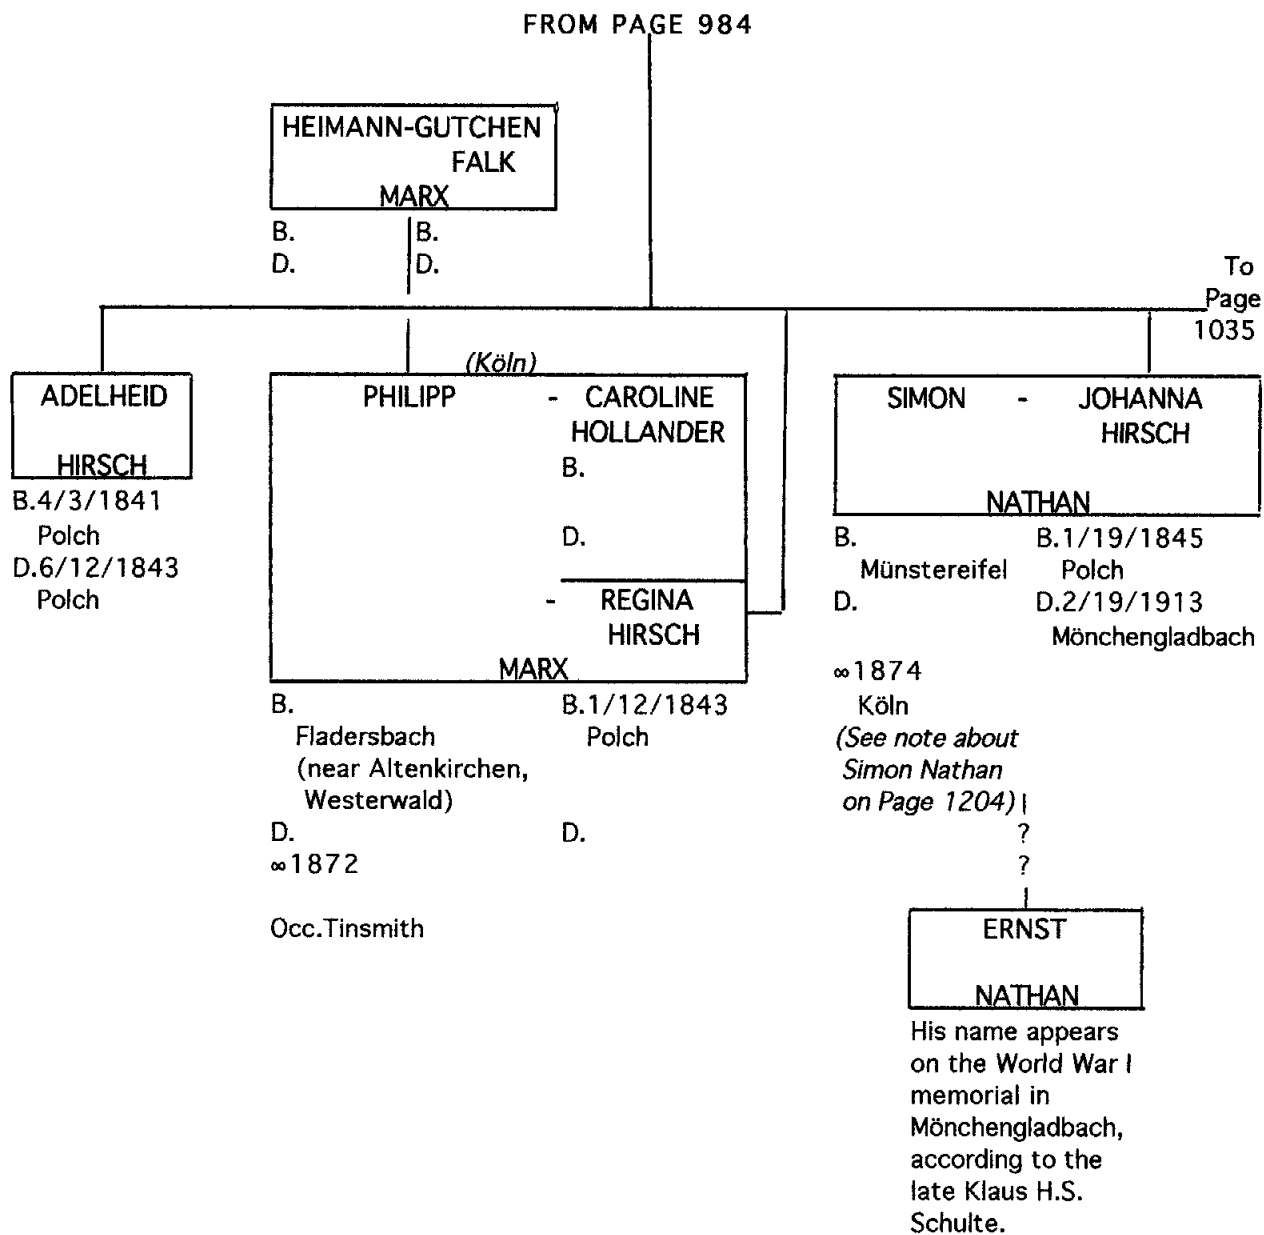 FROM PAGE 984
HEIMANN-GUTCHEN
FALK
MARX
B. B.
D. D.
To
Page
1035
ADELHEID
HIRSCH
B.4/3/1841
Polch
D.6/12/1843
Polch
(Köln)
PHILIPP - CAROLINE
HOLLANDER
B.
D.
- REGINA
HIRSCH
MARX
B. B.1/12/1843
Fladersbach Polch
(near Altenkirchen,
Westerwald)
D. D.
∞1872
Occ.Tinsmith
SIMON - JOHANNA
HIRSCH
NATHAN
B. B.1/19/1845
Münstereifel Polch
D. D.2/19/1913
Mönchengladbach
∞1874
Köln
(See note about
Simon Nathan
on Page 1204)
?
?
ERNST
NATHAN
His name appears
on the World War I
memorial in
Mönchengladbach,
according to the
late Klaus H.S.
Schulte.